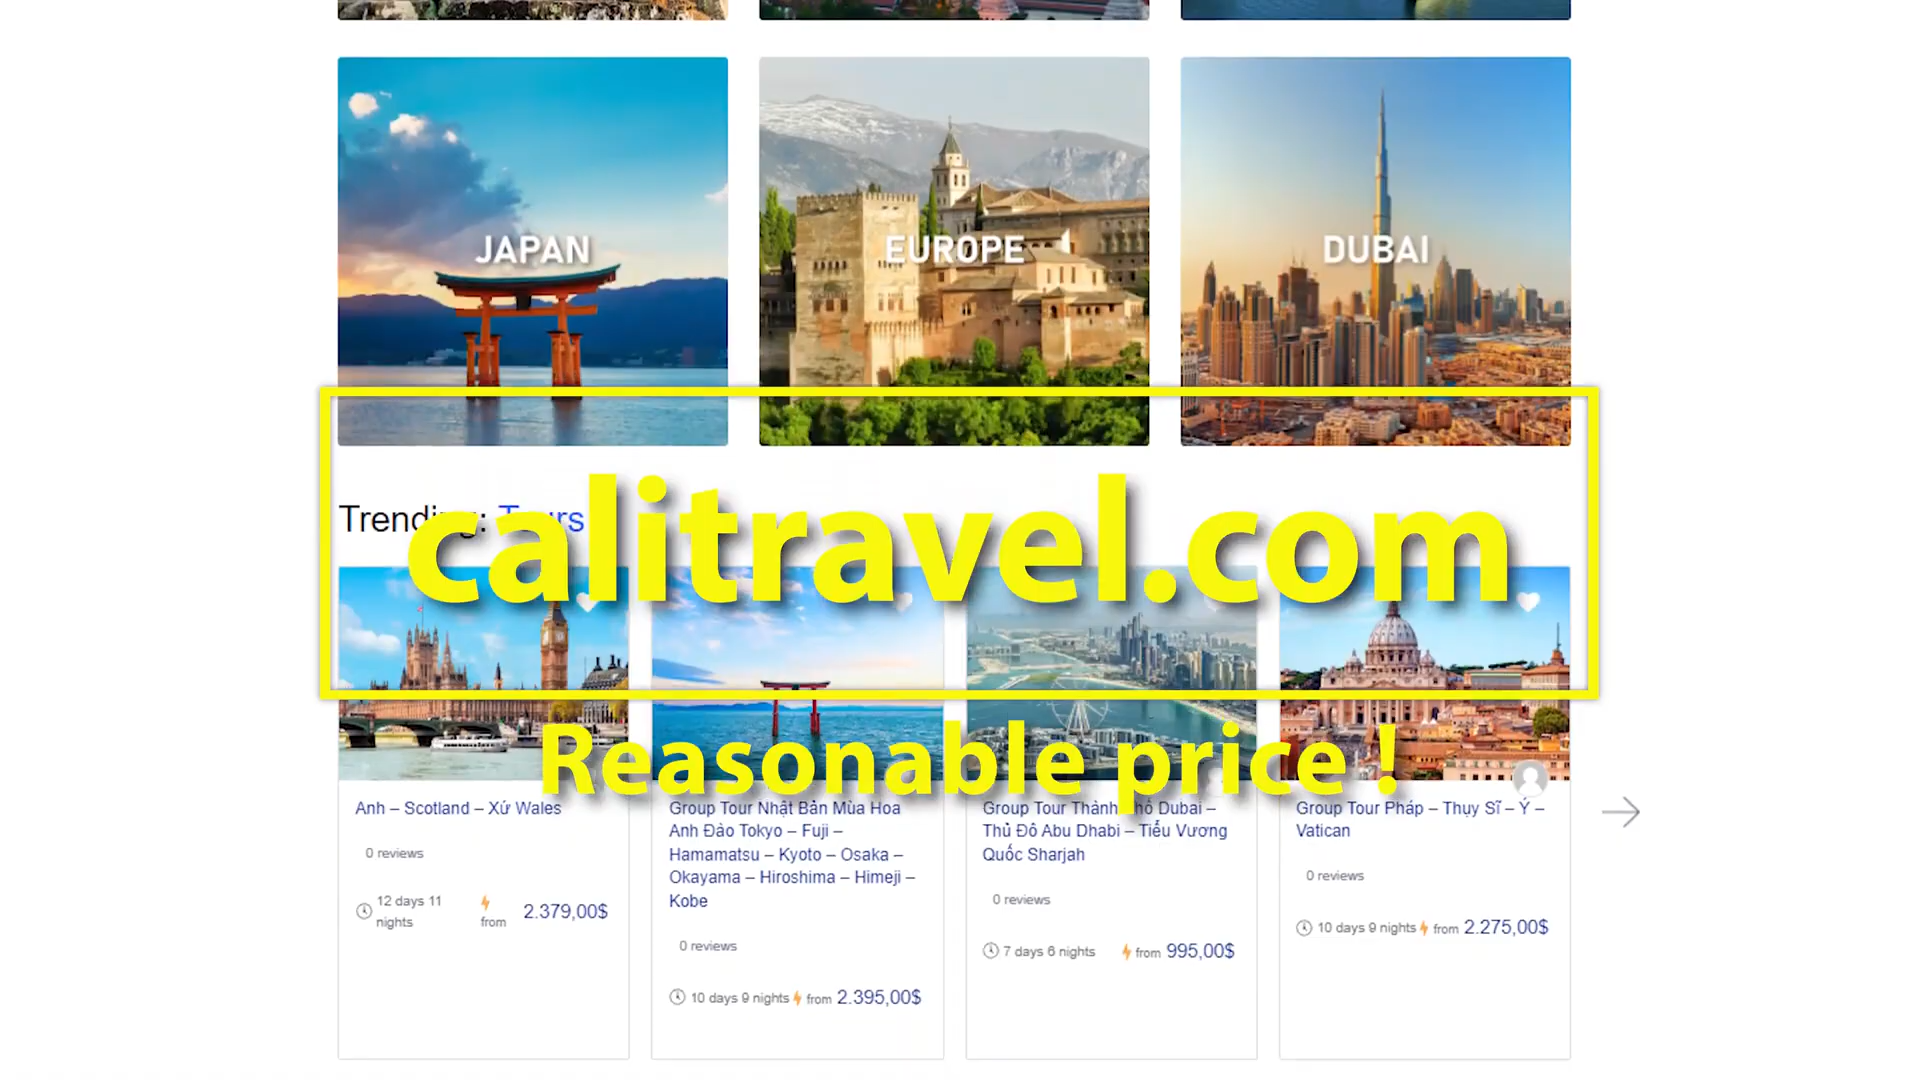 JAPAN
EUROPE
DUBAI
Trending: Tours
calitravel.com
Reasonable price !
Anh – Scotland – Xứ Wales
0 reviews
12 days 11
nights
from
2.379,00$
Group Tour Nhật Bản Mùa Hoa
Anh Đào Tokyo – Fuji –
Hamamatsu – Kyoto – Osaka –
Okayama – Hiroshima – Himeji –
Kobe
0 reviews
10 days 9 nights from 2.395,00$
Group Tour Thành Phố Dubai –
Thủ Đô Abu Dhabi – Tiểu Vương
Quốc Sharjah
0 reviews
7 days 6 nights from 995,00$
Group Tour Pháp – Thụy Sĩ – Ý –
Vatican
0 reviews
10 days 9 nights from 2.275,00$